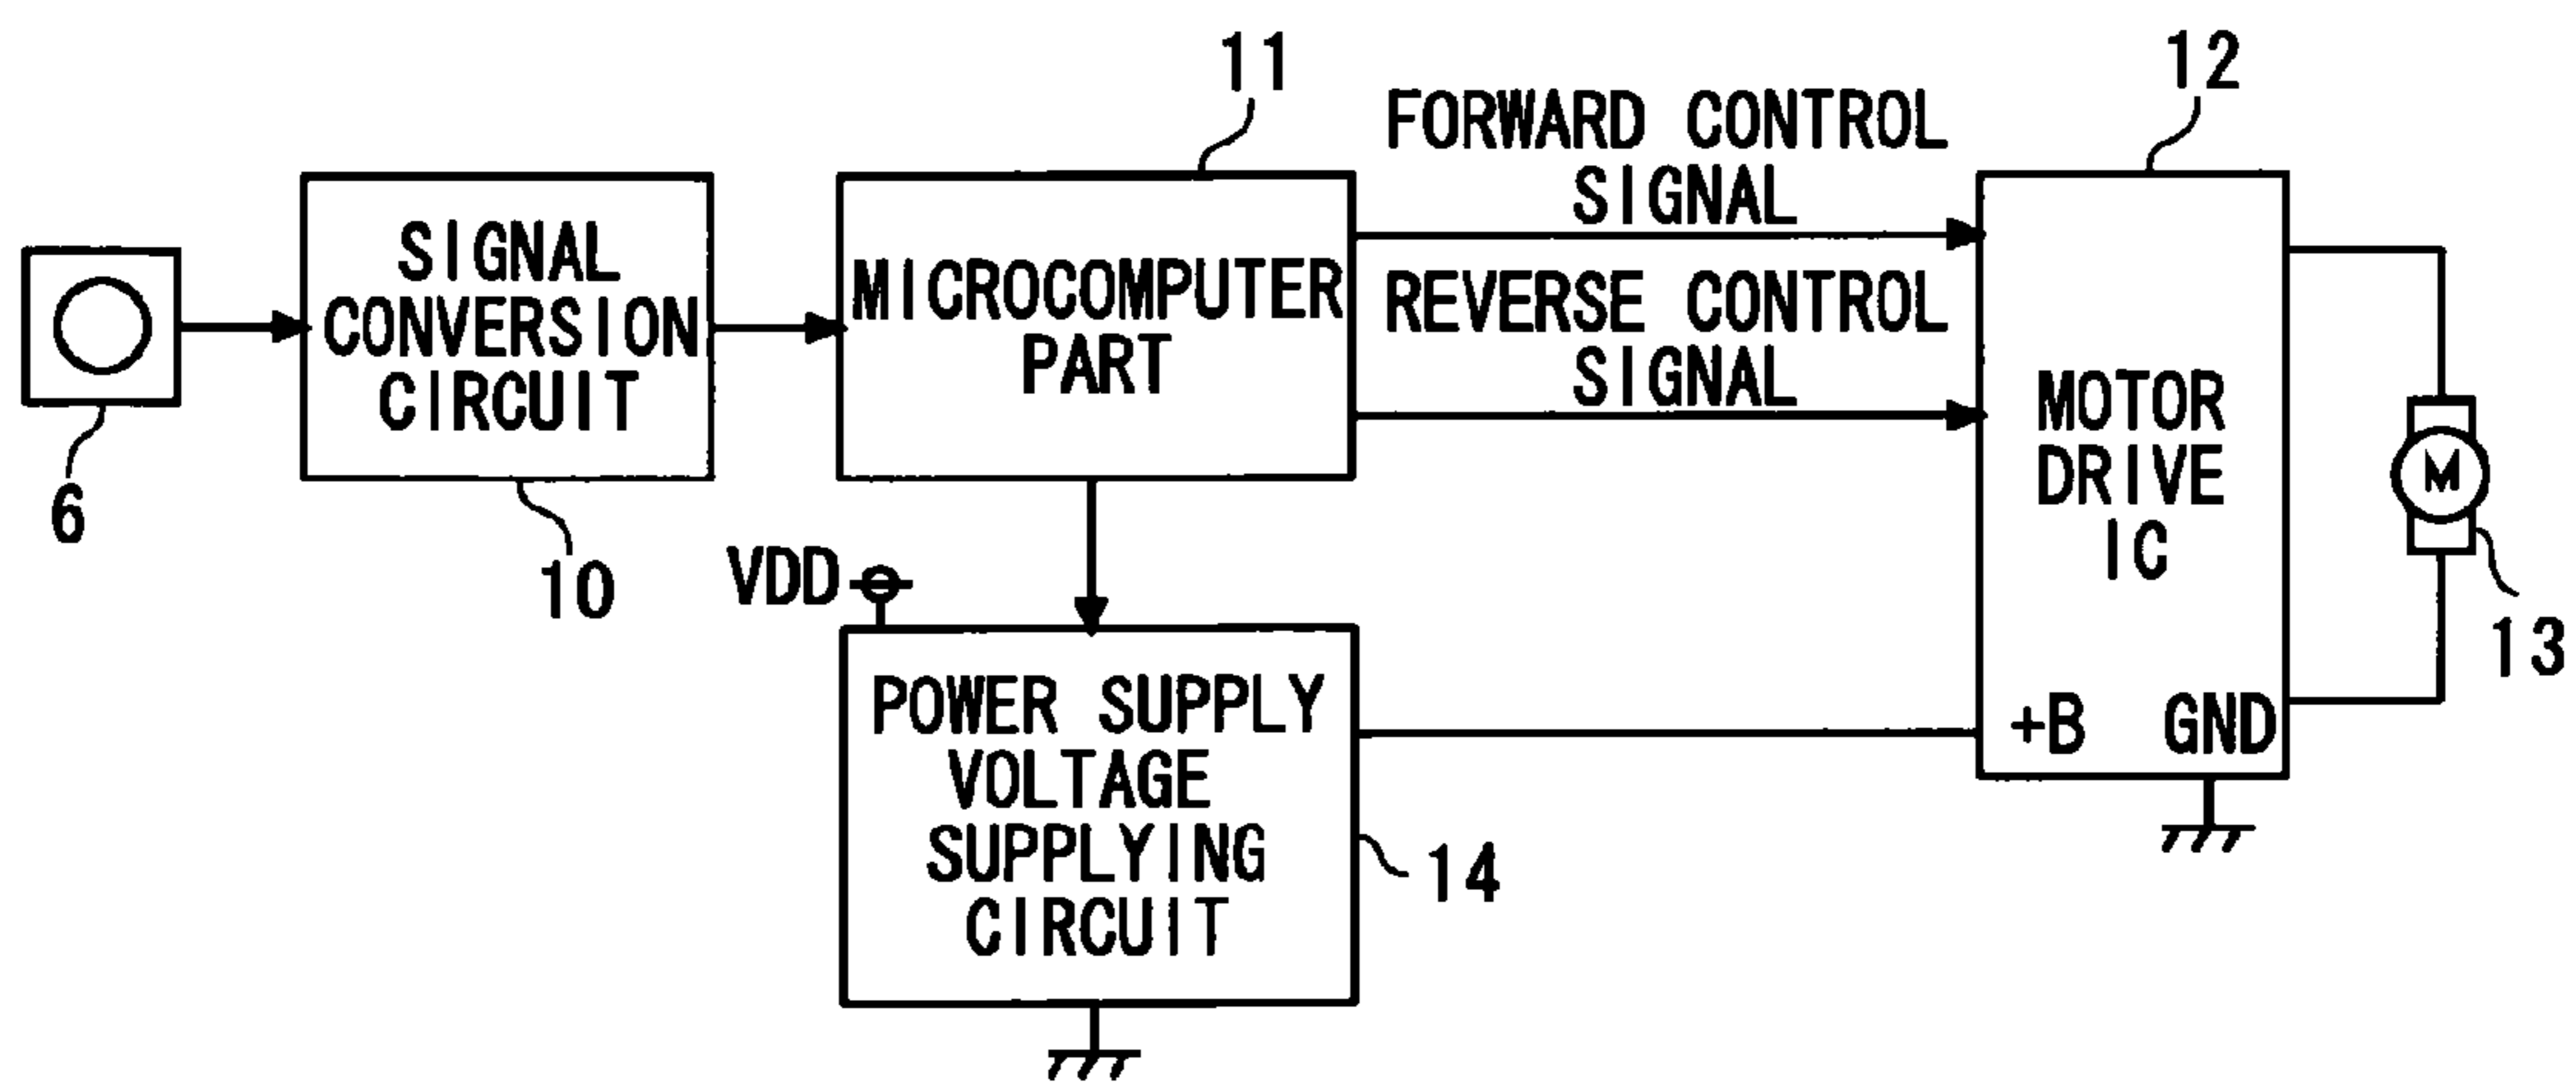 11
12
FORWARD CONTROL
SIGNAL
SIGNAL
CONVERSION
CIRCUIT
MICROCOMPUTER
PART
REVERSE CONTROL
SIGNAL
MOTOR
DRIVE
IC
M
6
10
VDD
13
POWER SUPPLY
VOLTAGE
SUPPLYING
CIRCUIT
+B GND
14